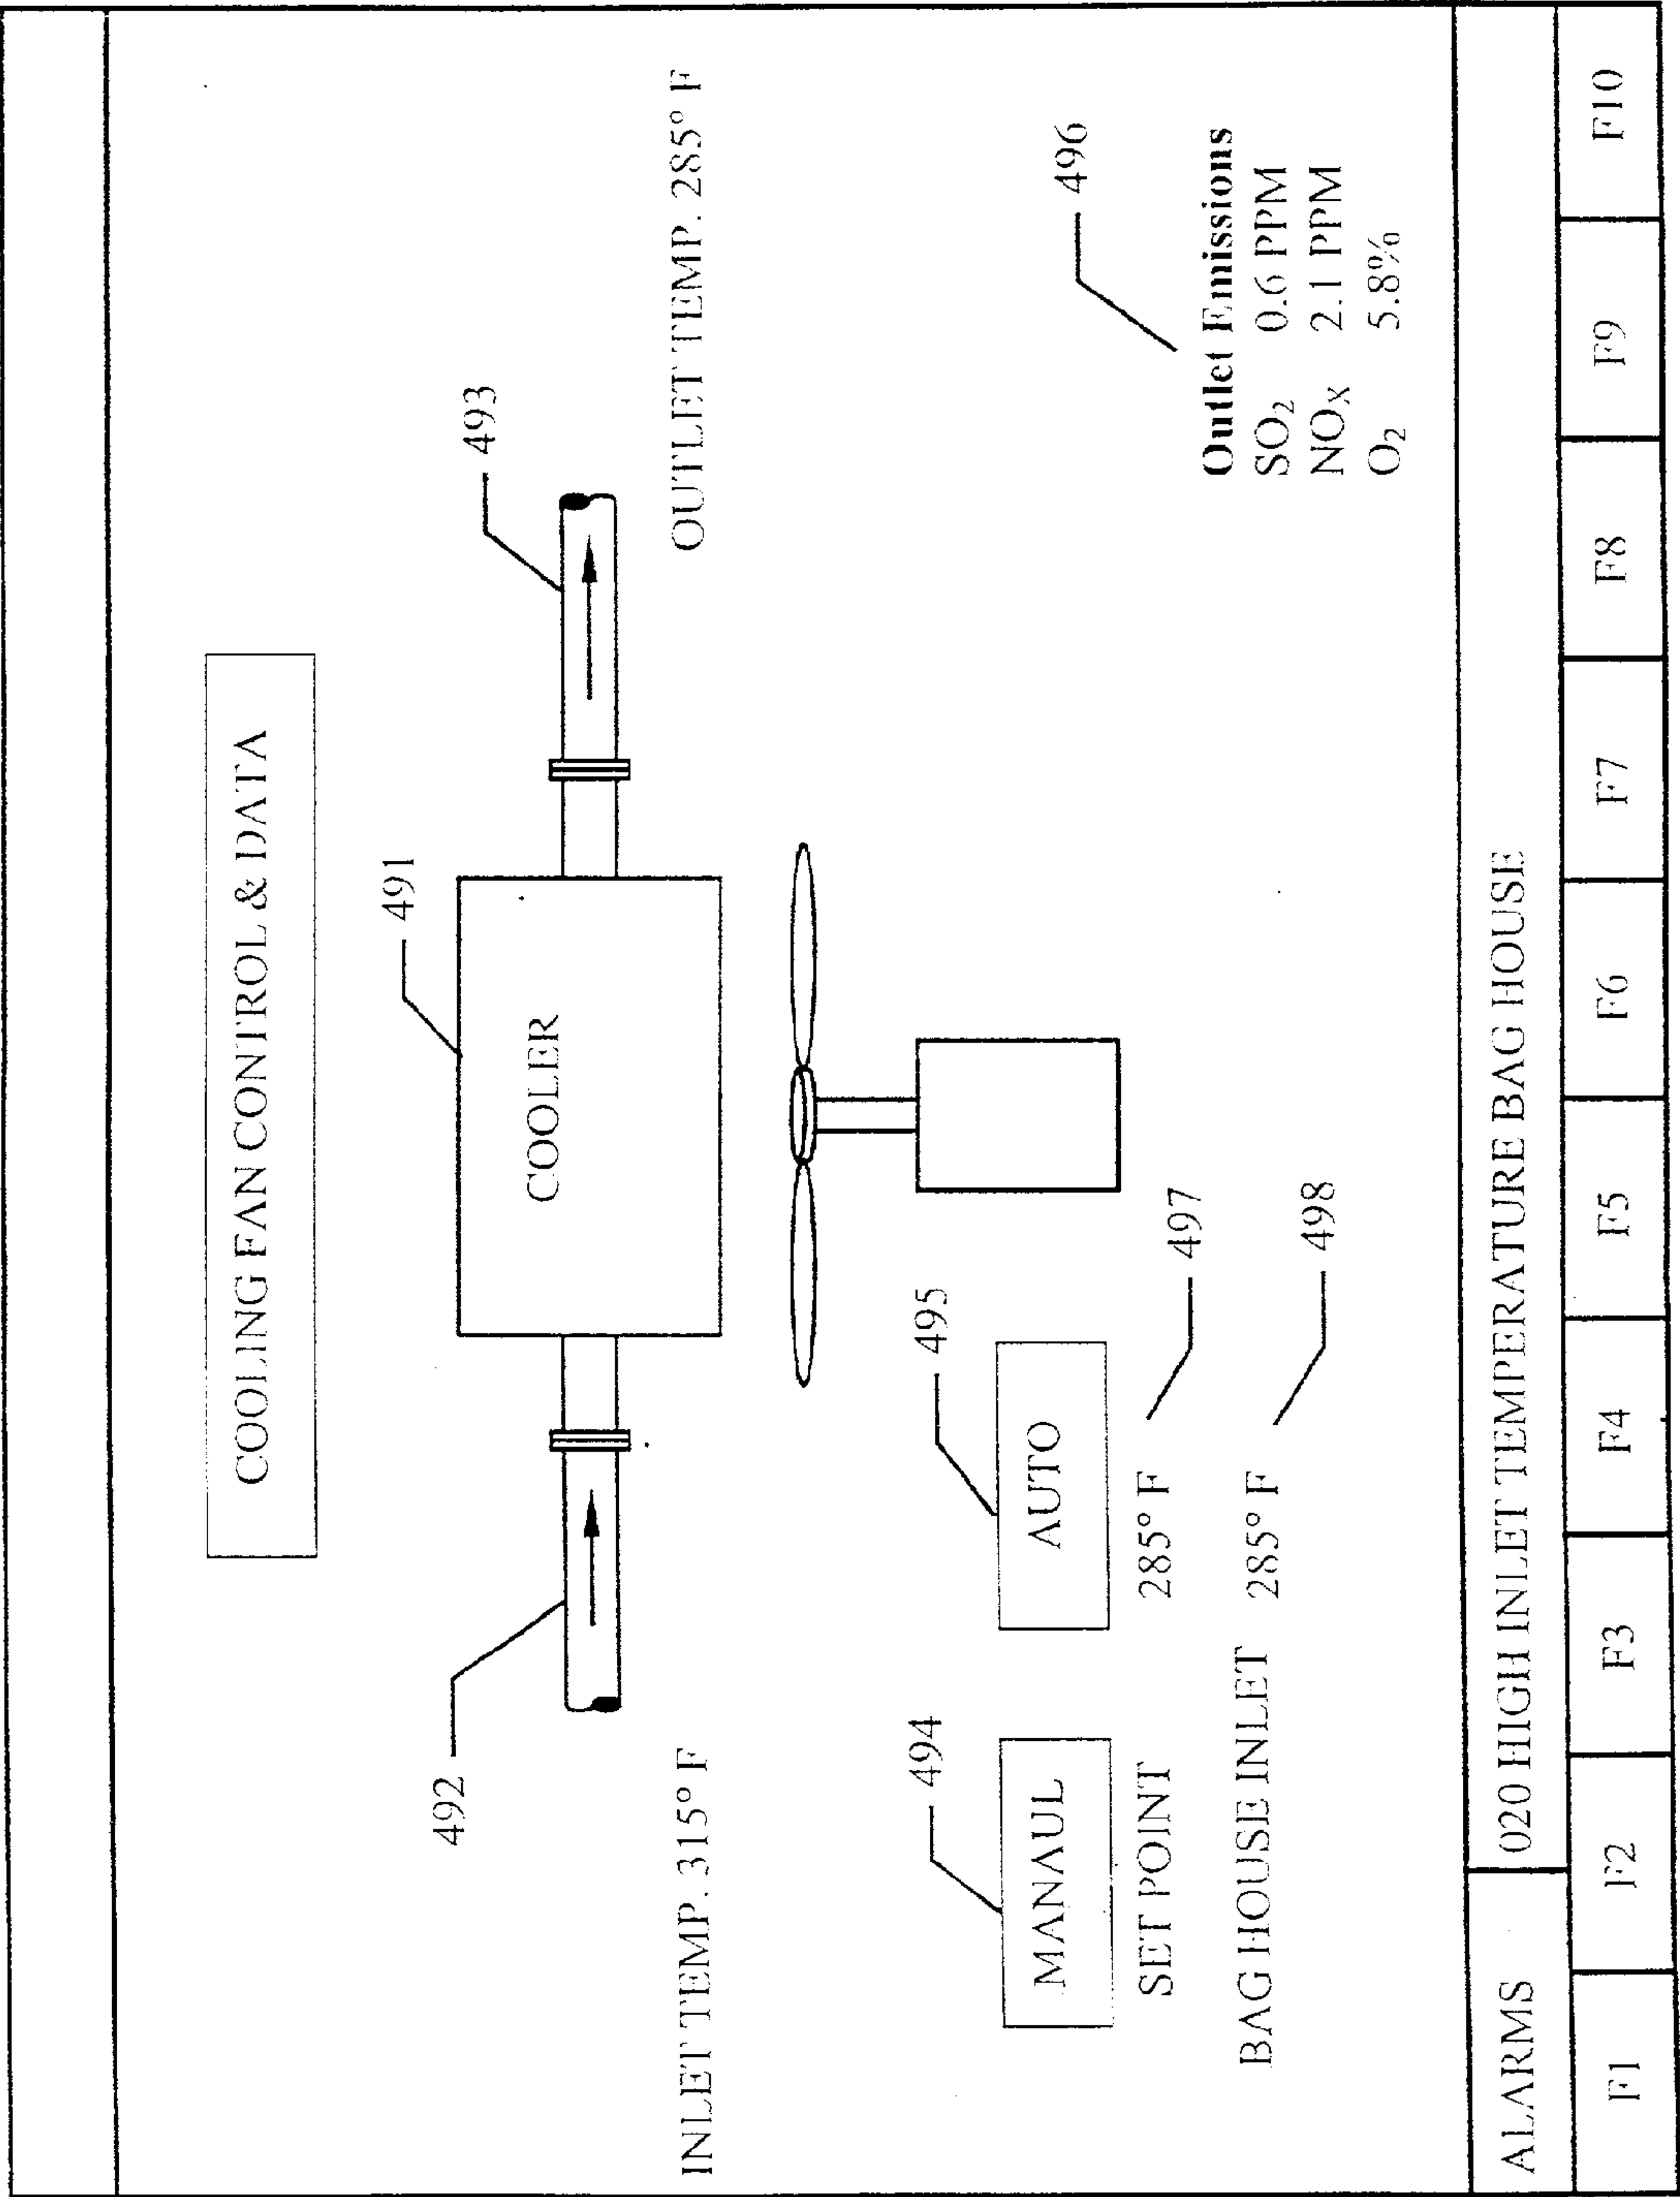 COOLING FAN CONTROL & DATA
491
492
493
COOLER
INLET TEMP. 315° F
OUTLET TEMP. 285° F
494
495
496
MANAUL
AUTO
SET POINT
285° F
497
BAG HOUSE INLET
285° F
498
Outlet Emissions
SO₂ 0.6 PPM
NOₓ 2.1 PPM
O₂ 5.8%
ALARMS 020 HIGH INLET TEMPERATURE BAG HOUSE
F1 F2 F3 F4 F5 F6 F7 F8 F9 F10